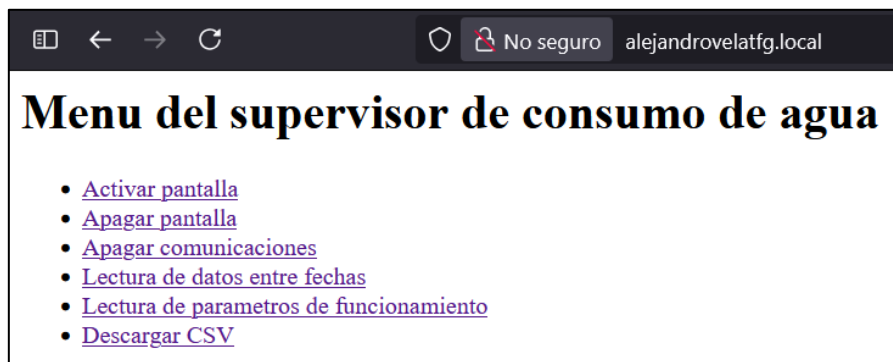 No seguro alejandrovelatfg.local
Menu del supervisor de consumo de agua
Activar pantalla
Apagar pantalla
Apagar comunicaciones
Lectura de datos entre fechas
Lectura de parametros de funcionamiento
Descargar CSV